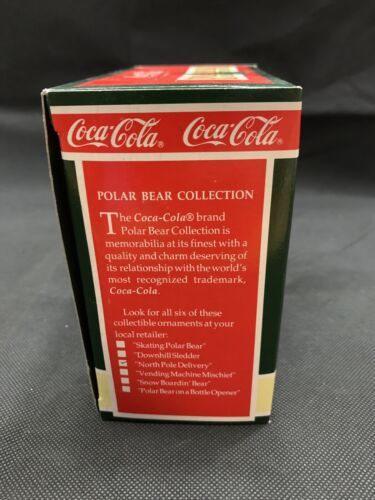 Coca-Cola® Coca-Cola®
POLAR BEAR COLLECTION
The Coca-Cola® brand
Polar Bear Collection is
memorabilia at its finest with a
quality and charm deserving of
its relationship with the world's
most recognized trademark,
Coca-Cola.
Look for all six of these
collectible ornaments at your
local retailer:
"Skating Polar Bear"
"Downhill Sledder
"North Pole Delivery"
"Vending Machine Mischief"
"Snow Boardin' Bear"
"Polar Bear on a Bottle Opener"